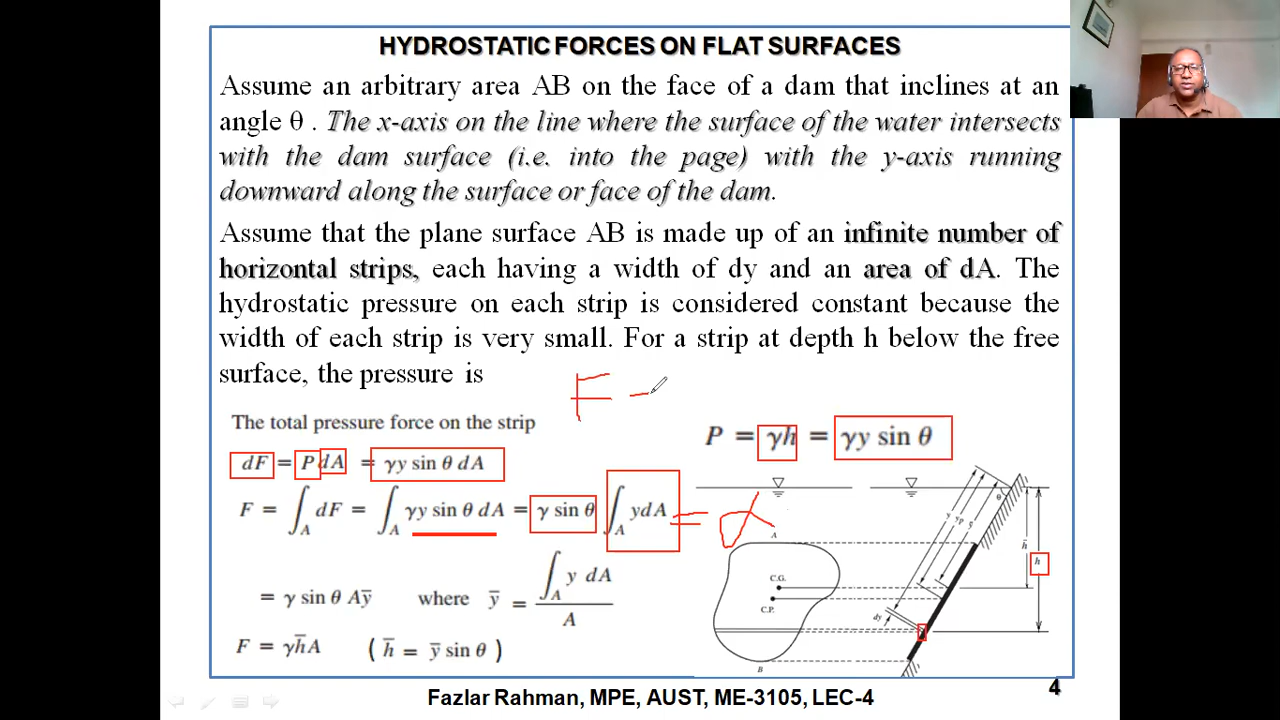 HYDROSTATIC FORCES ON FLAT SURFACES
Assume an arbitrary area AB on the face of a dam that inclines at an
angle θ . The x-axis on the line where the surface of the water intersects
with the dam surface (i.e. into the page) with the y-axis running
downward along the surface or face of the dam.
Assume that the plane surface AB is made up of an infinite number of
horizontal strips, each having a width of dy and an area of dA. The
hydrostatic pressure on each strip is considered constant because the
width of each strip is very small. For a strip at depth h below the free
surface, the pressure is
F –
The total pressure force on the strip
P = γh = γy sin θ
dF = P dA = γy sin θ dA
F = ∫_A dF = ∫_A γy sin θ dA = γ sin θ ∫_A ydA =
= γ sin θ Aȳ where ȳ = ∫_A y dA / A
F = γh̄A ( h̄ = ȳ sin θ )
A
C.G.
C.P.
B
θ
y
y_P
ȳ
dy
h̄
h
Fazlar Rahman, MPE, AUST, ME-3105, LEC-4
4